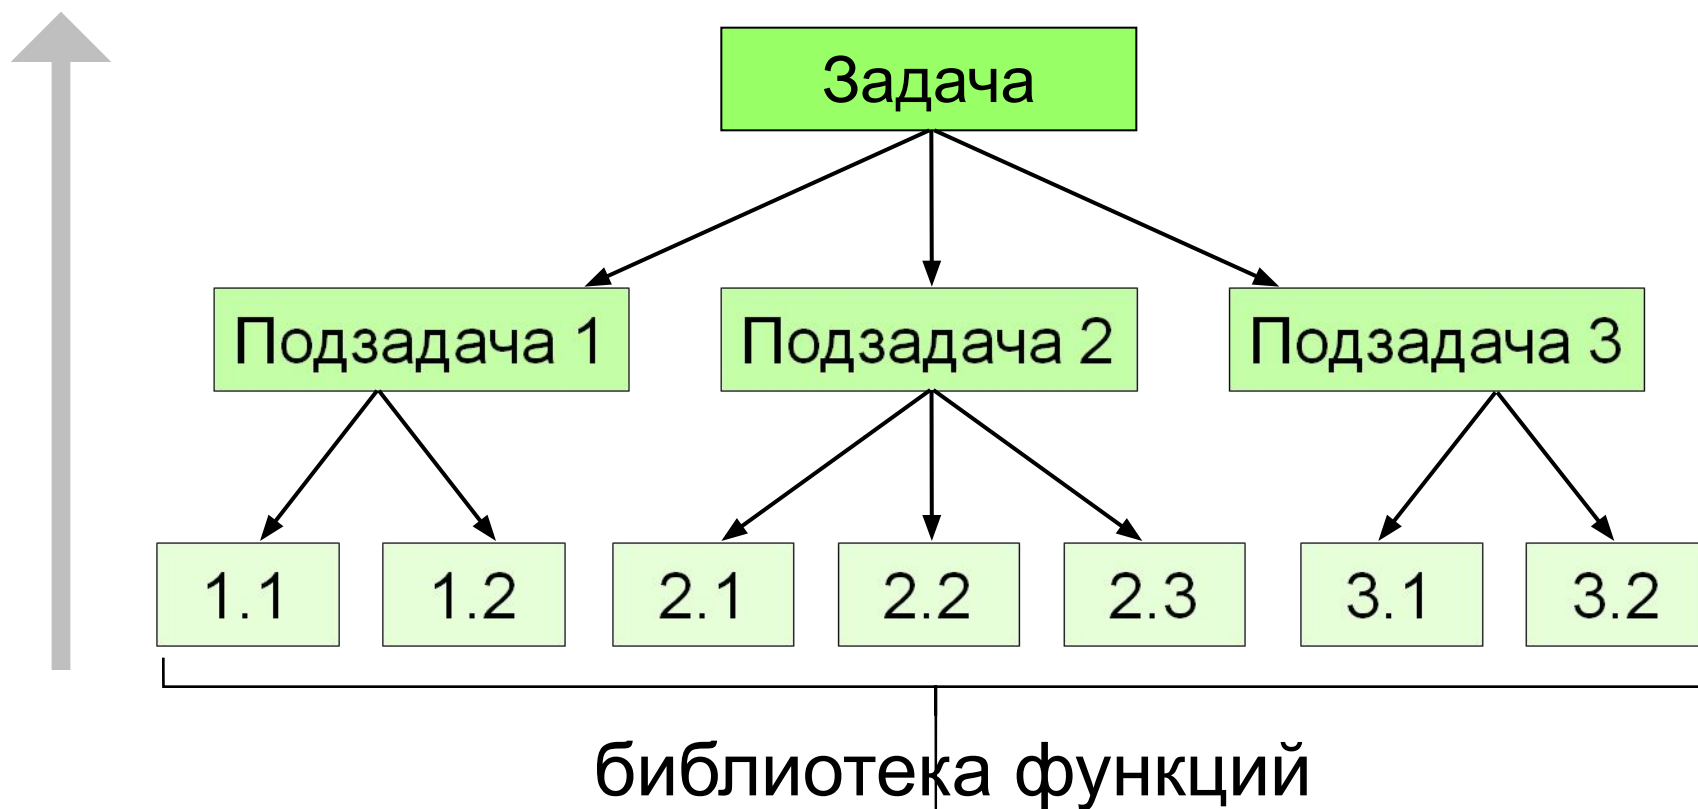 Задача
Подзадача 1 Подзадача 2 Подзадача 3
1.1 1.2 2.1 2.2 2.3 3.1 3.2
библиотека функций